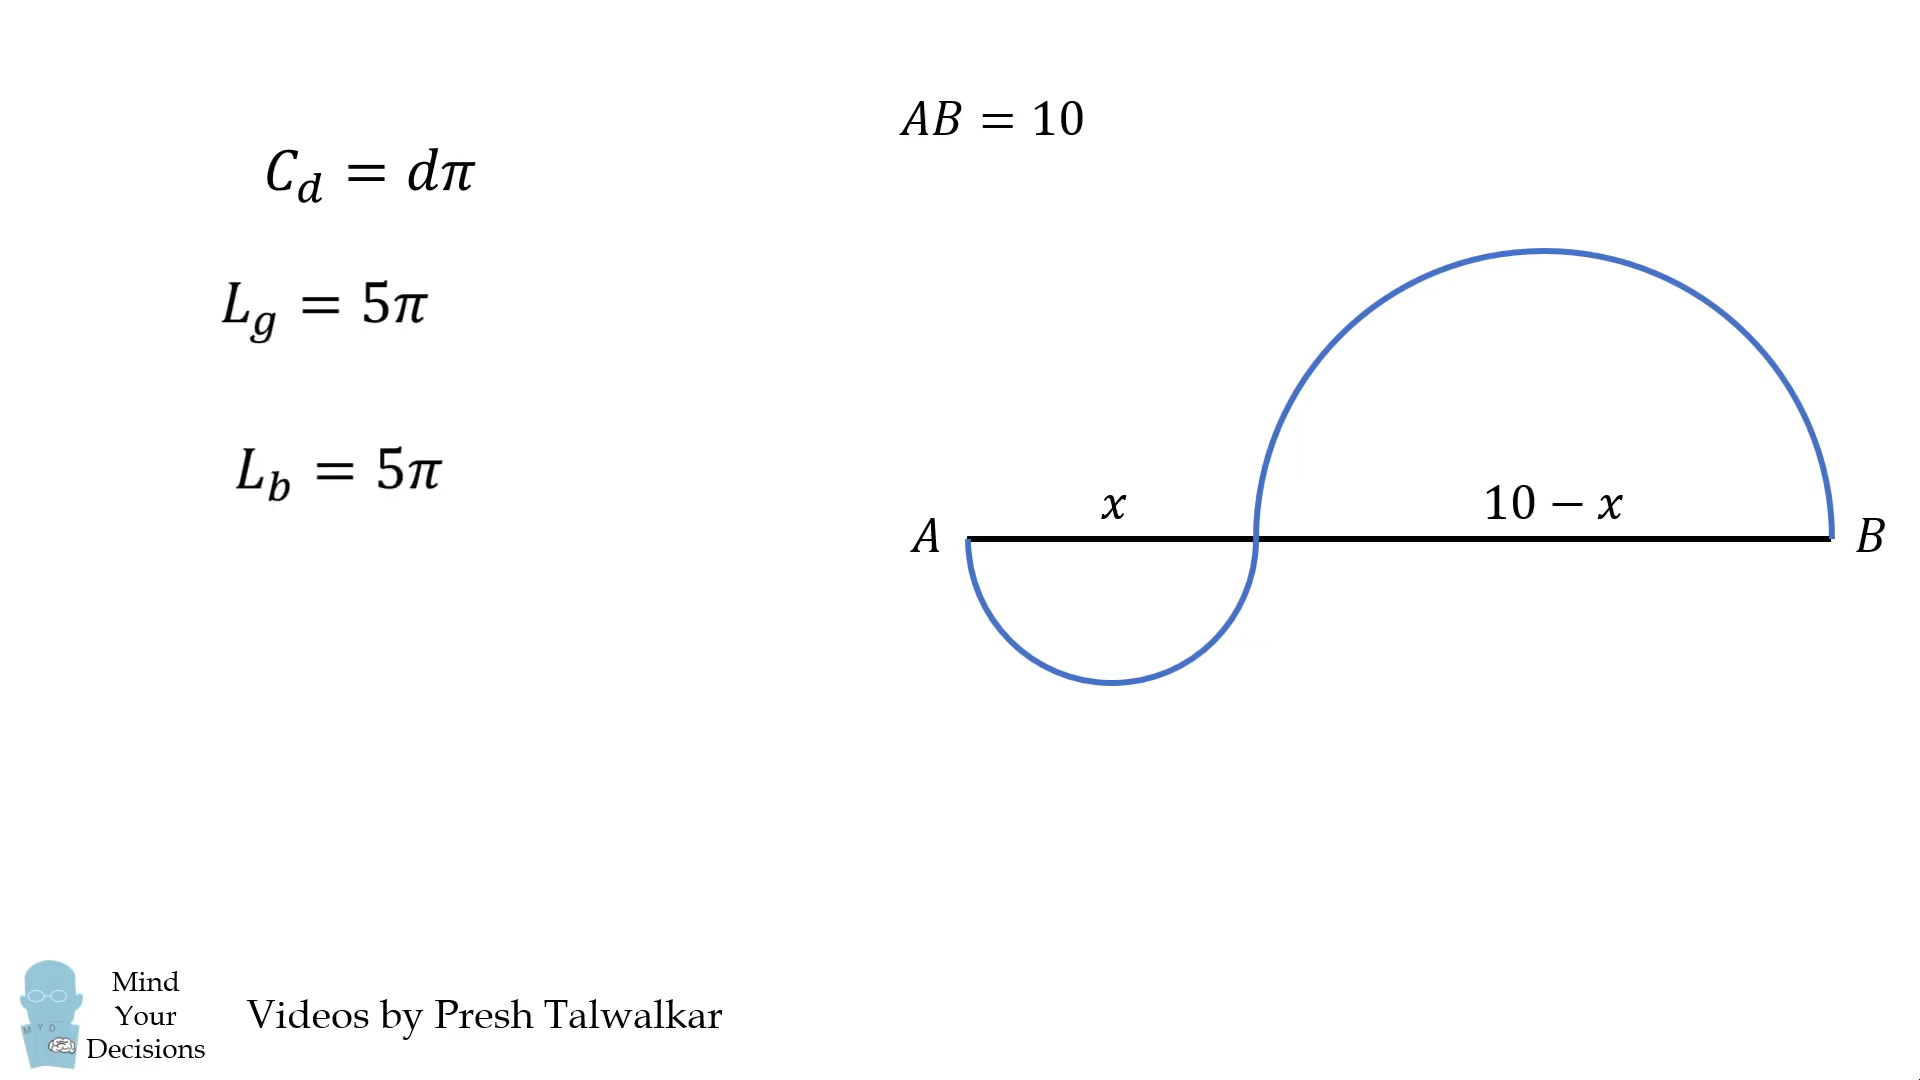 AB = 10
C_d = dπ
L_g = 5π
L_b = 5π
x
10 − x
A
B
M Y D
Mind
Your
Decisions
Videos by Presh Talwalkar